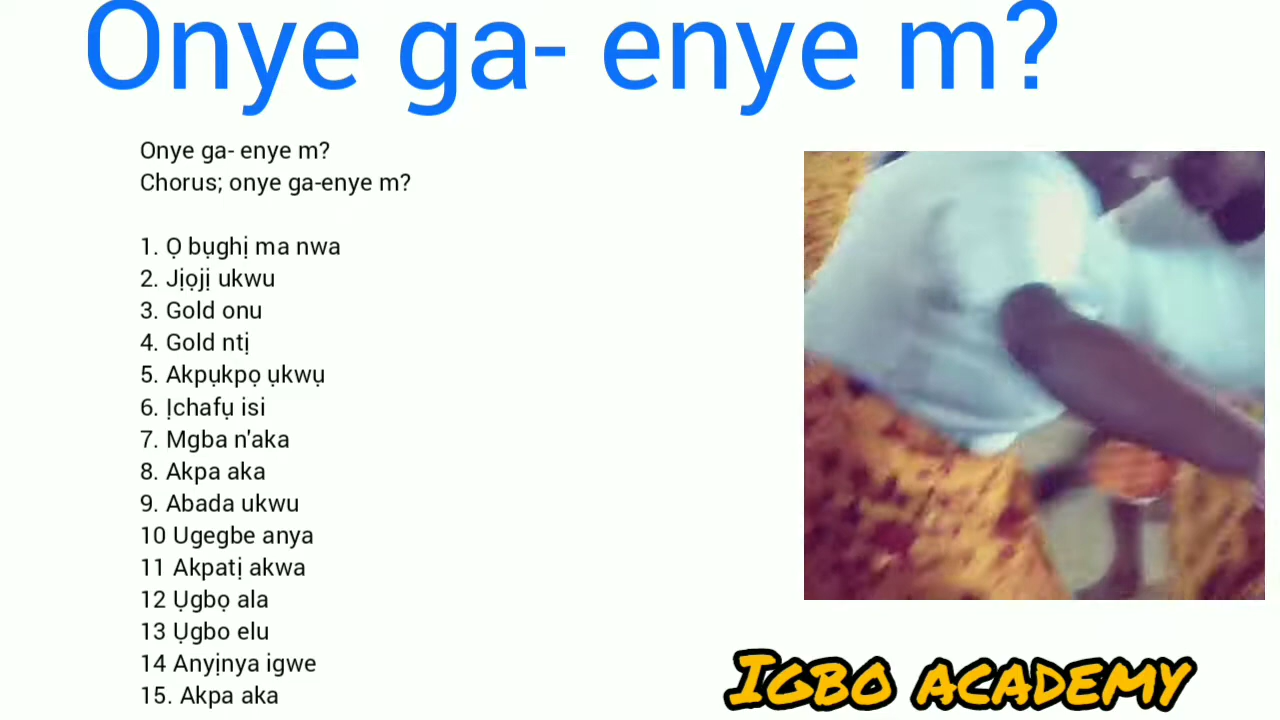 Onye ga- enye m?
Onye ga- enye m?
Chorus; onye ga-enye m?
1. Ọ bụghị ma nwa
2. Jịọjị ukwu
3. Gold onu
4. Gold ntị
5. Akpụkpọ ụkwụ
6. Ịchafụ isi
7. Mgba n'aka
8. Akpa aka
9. Abada ukwu
10 Ugegbe anya
11 Akpatị akwa
12 Ụgbọ ala
13 Ụgbo elu
14 Anyịnya igwe
15. Akpa aka
Igbo academy